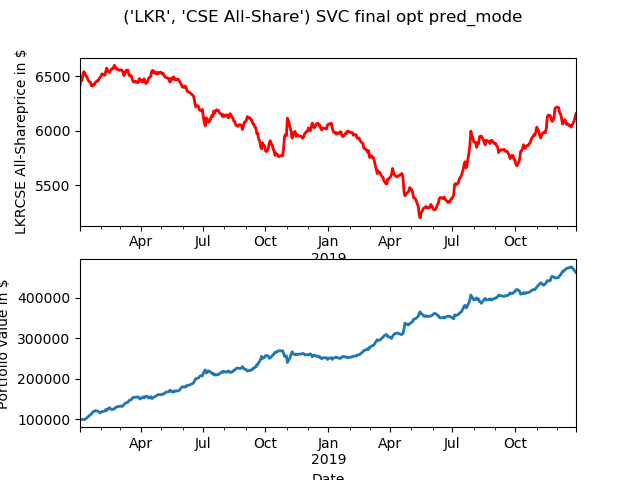 ('LKR', 'CSE All-Share') SVC final opt pred_mode
LKRCSE All-Shareprice in $
6500
6000
5500
Apr Jul Oct Jan Apr Jul Oct
2019
Portfolio value in $
400000
300000
200000
100000
Apr Jul Oct Jan Apr Jul Oct
2019
Date